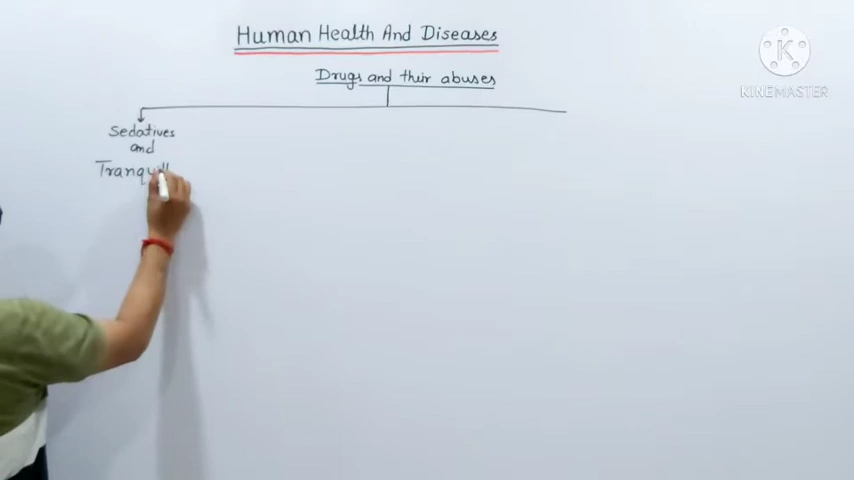 Human Health And Diseases
Drugs and their abuses
Sedatives
and
Tranquill
KINEMASTER